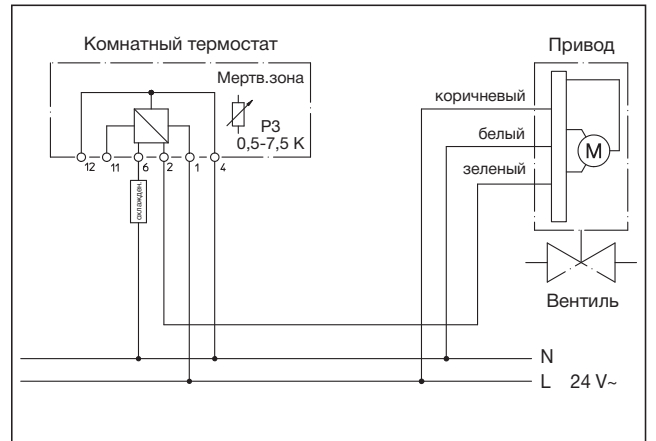 Комнатный термостат
Привод
Мертв.зона
P3
0,5-7,5 K
12 11 6 2 1 4
охлажден.
коричневый
белый
зеленый
M
Вентиль
N
L 24 V~